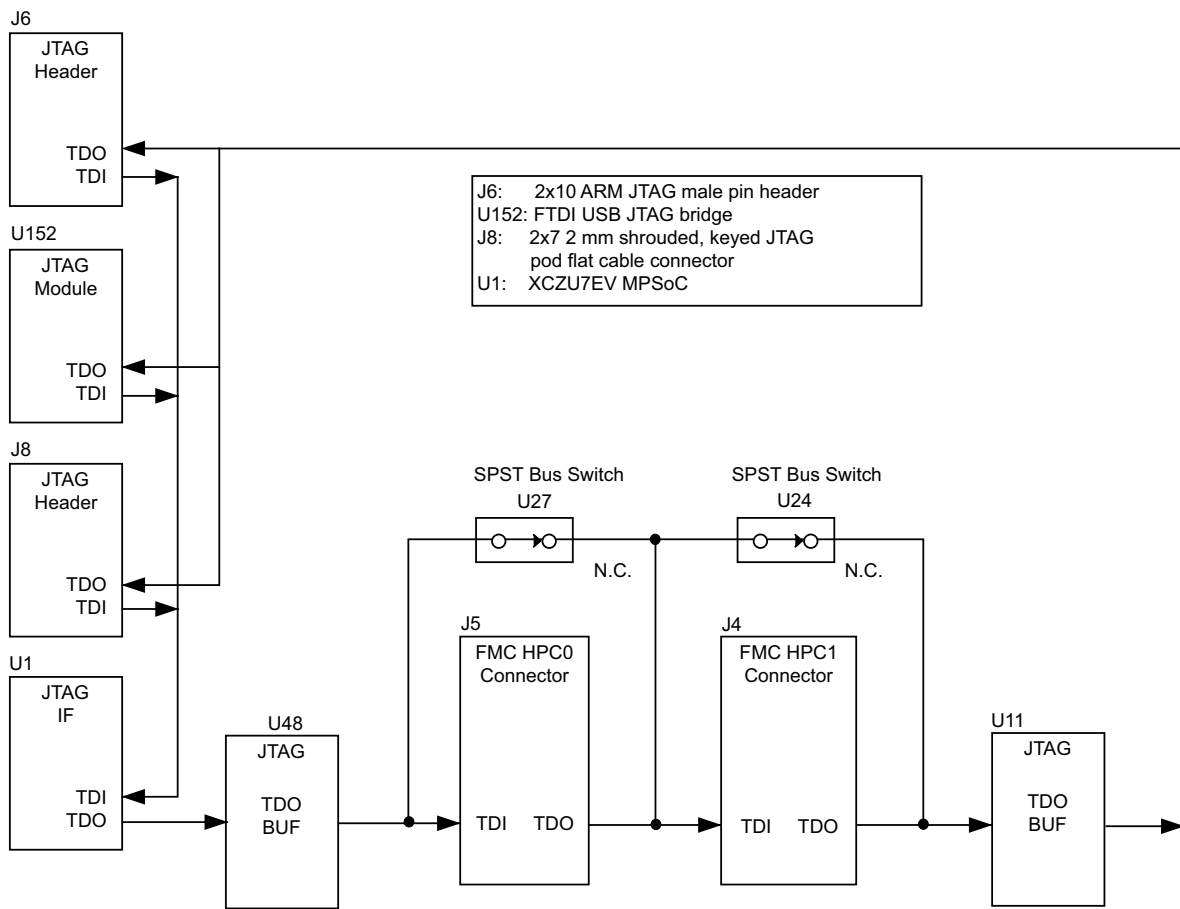 J6
JTAG
Header
TDO
TDI
J6: 2x10 ARM JTAG male pin header
U152: FTDI USB JTAG bridge
J8: 2x7 2 mm shrouded, keyed JTAG
pod flat cable connector
U1: XCZU7EV MPSoC
U152
JTAG
Module
TDO
TDI
J8
JTAG
Header
TDO
TDI
SPST Bus Switch
U27
N.C.
SPST Bus Switch
U24
N.C.
U1
JTAG
IF
TDI
TDO
U48
JTAG
TDO
BUF
J5
FMC HPC0
Connector
TDI TDO
J4
FMC HPC1
Connector
TDI TDO
U11
JTAG
TDO
BUF